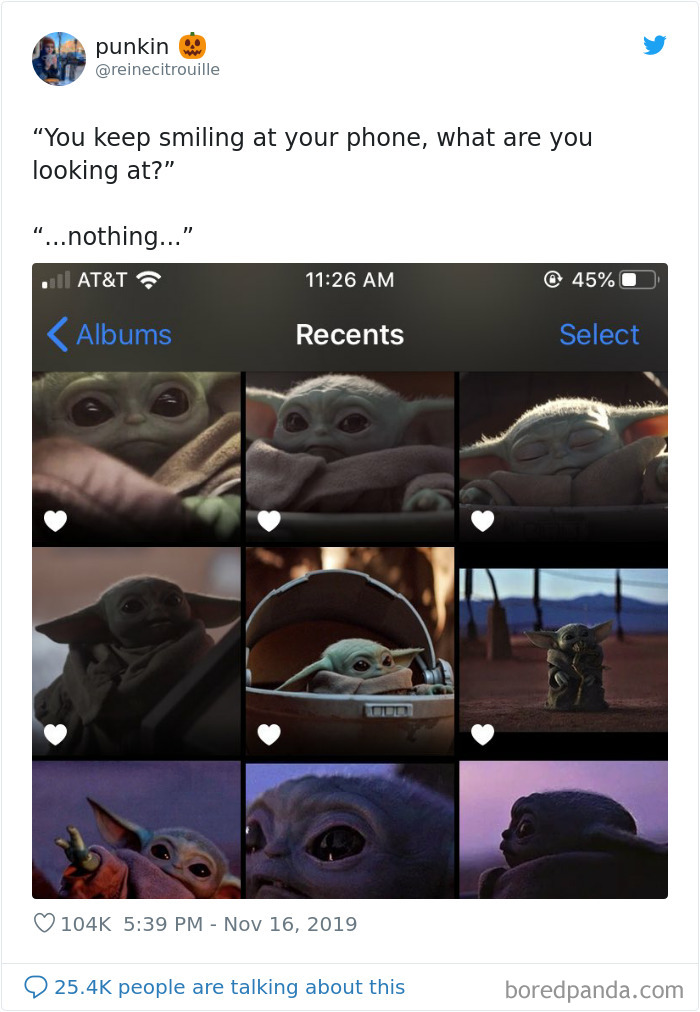 punkin 🎃
@reinecitrouille
“You keep smiling at your phone, what are you
looking at?”
“...nothing...”
AT&T 11:26 AM 45%
Albums Recents Select
104K 5:39 PM - Nov 16, 2019
25.4K people are talking about this
boredpanda.com